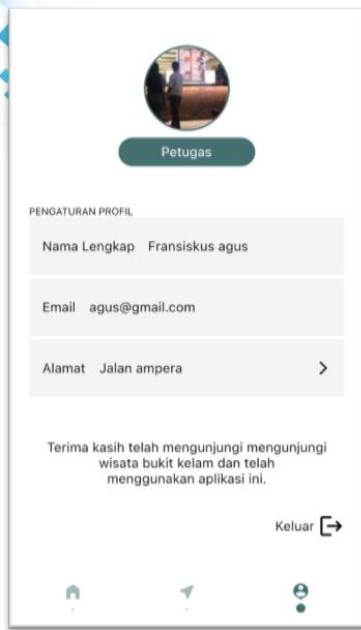 Petugas
PENGATURAN PROFIL
Nama Lengkap Fransiskus agus
Email agus@gmail.com
Alamat Jalan ampera
Terima kasih telah mengunjungi mengunjungi
wisata bukit kelam dan telah
menggunakan aplikasi ini.
Keluar